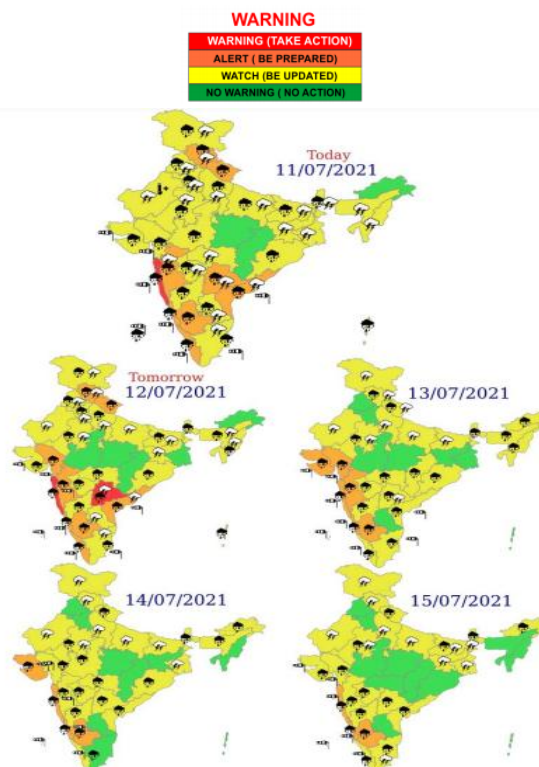 WARNING
WARNING (TAKE ACTION)
ALERT ( BE PREPARED)
WATCH (BE UPDATED)
NO WARNING ( NO ACTION)
Today
11/07/2021
Tomorrow
12/07/2021
13/07/2021
14/07/2021
15/07/2021